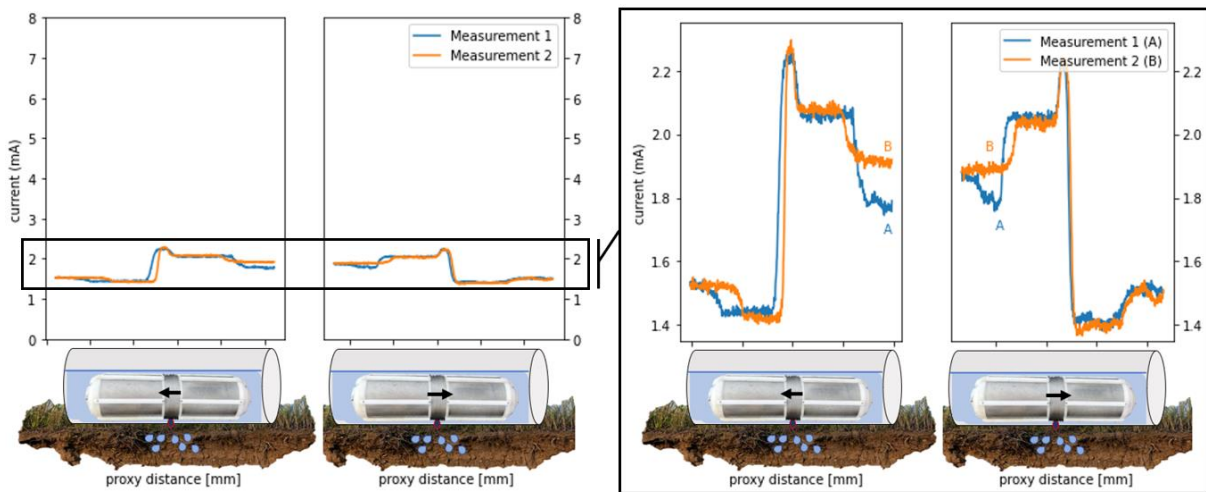 8
7
6
5
4
3
2
1
0
current (mA)
proxy distance [mm]
Measurement 1
Measurement 2
8
7
6
5
4
3
2
1
0
proxy distance [mm]
2.2
2.0
1.8
1.6
1.4
current (mA)
B
A
proxy distance [mm]
Measurement 1 (A)
Measurement 2 (B)
B
A
2.2
2.0
1.8
1.6
1.4
proxy distance [mm]